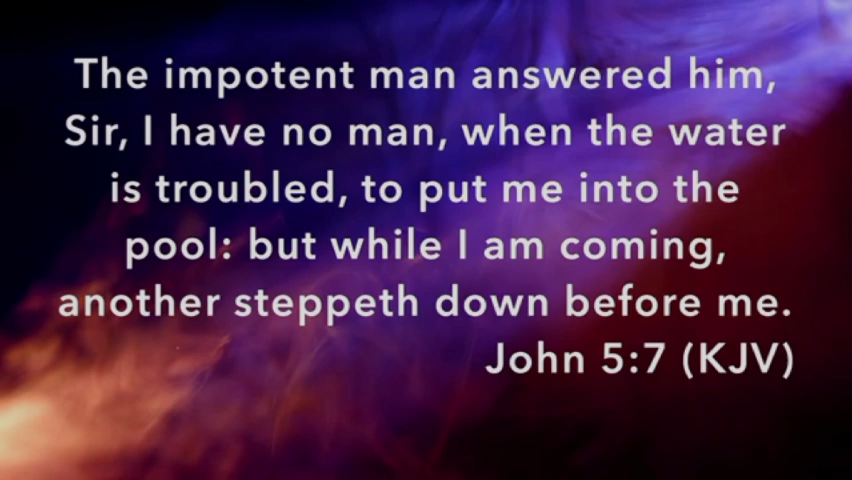 The impotent man answered him,
Sir, I have no man, when the water
is troubled, to put me into the
pool: but while I am coming,
another steppeth down before me.
John 5:7 (KJV)